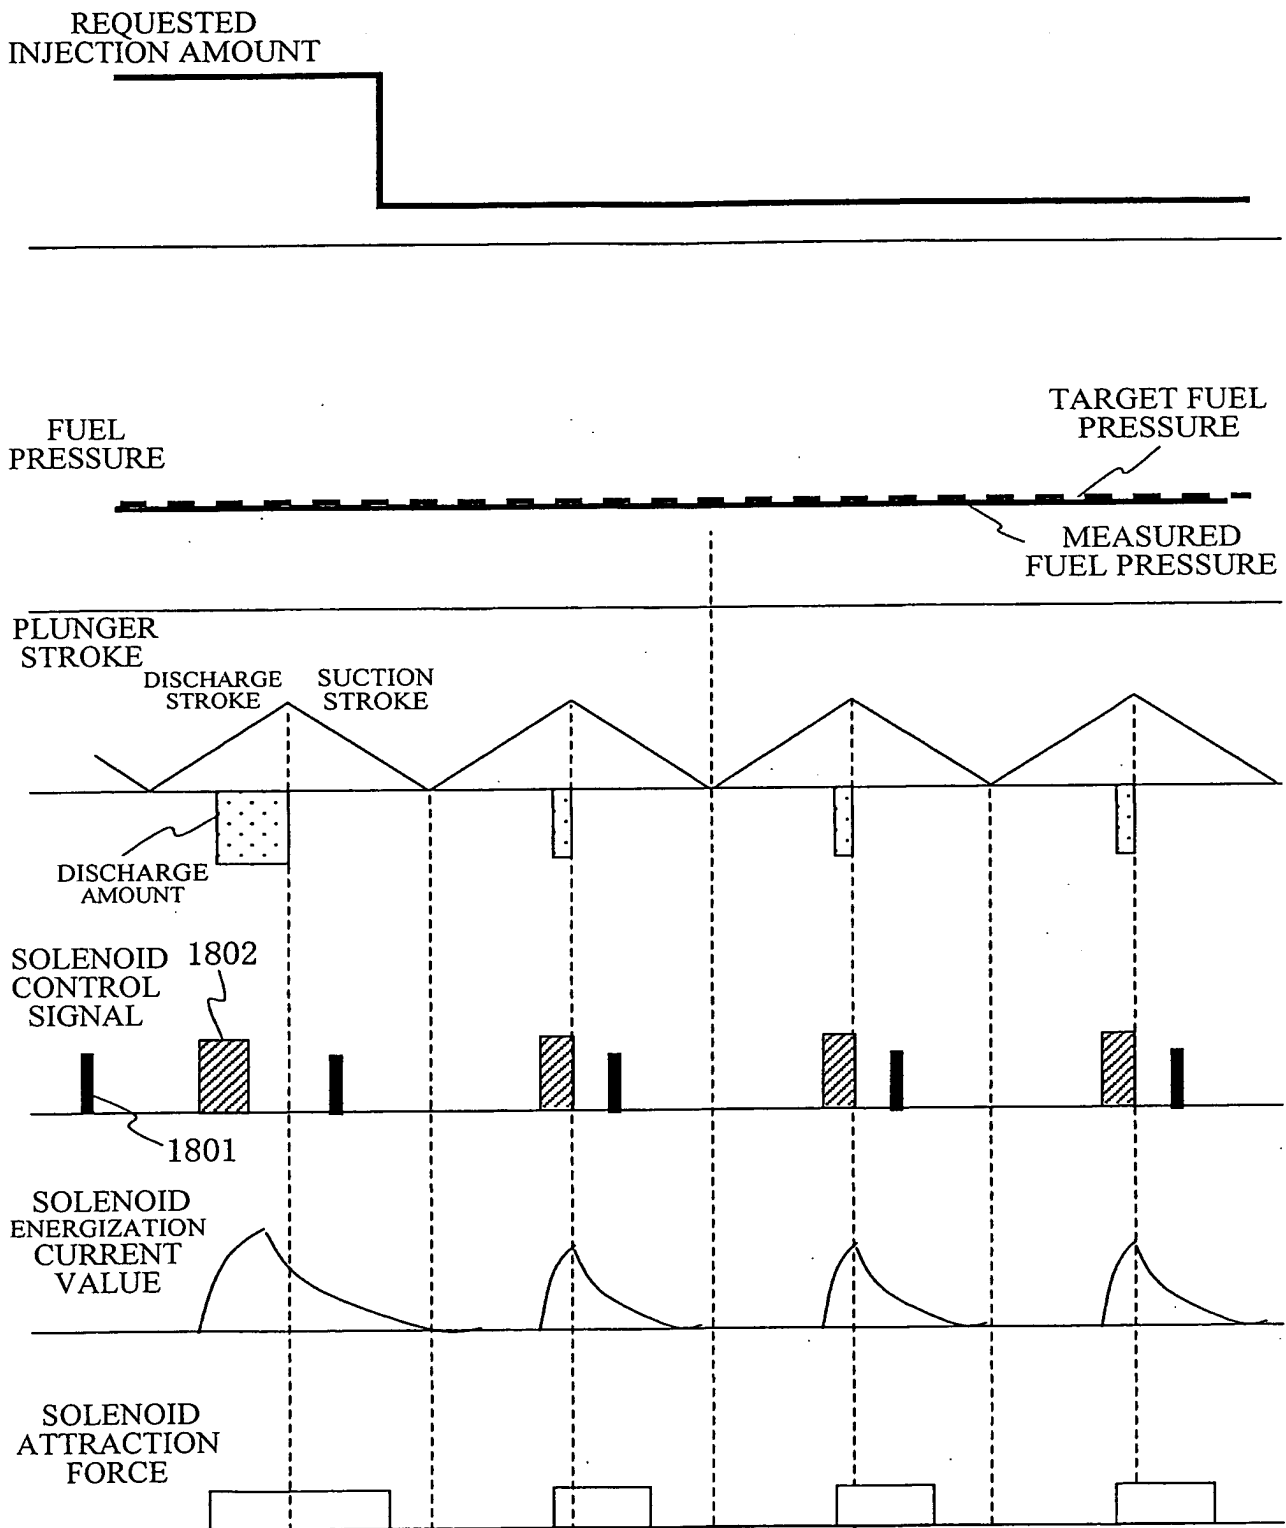 REQUESTED
INJECTION AMOUNT
FUEL
PRESSURE
TARGET FUEL
PRESSURE
MEASURED
FUEL PRESSURE
PLUNGER
STROKE
DISCHARGE
STROKE
SUCTION
STROKE
DISCHARGE
AMOUNT
SOLENOID
CONTROL
SIGNAL
1802
1801
SOLENOID
ENERGIZATION
CURRENT
VALUE
SOLENOID
ATTRACTION
FORCE